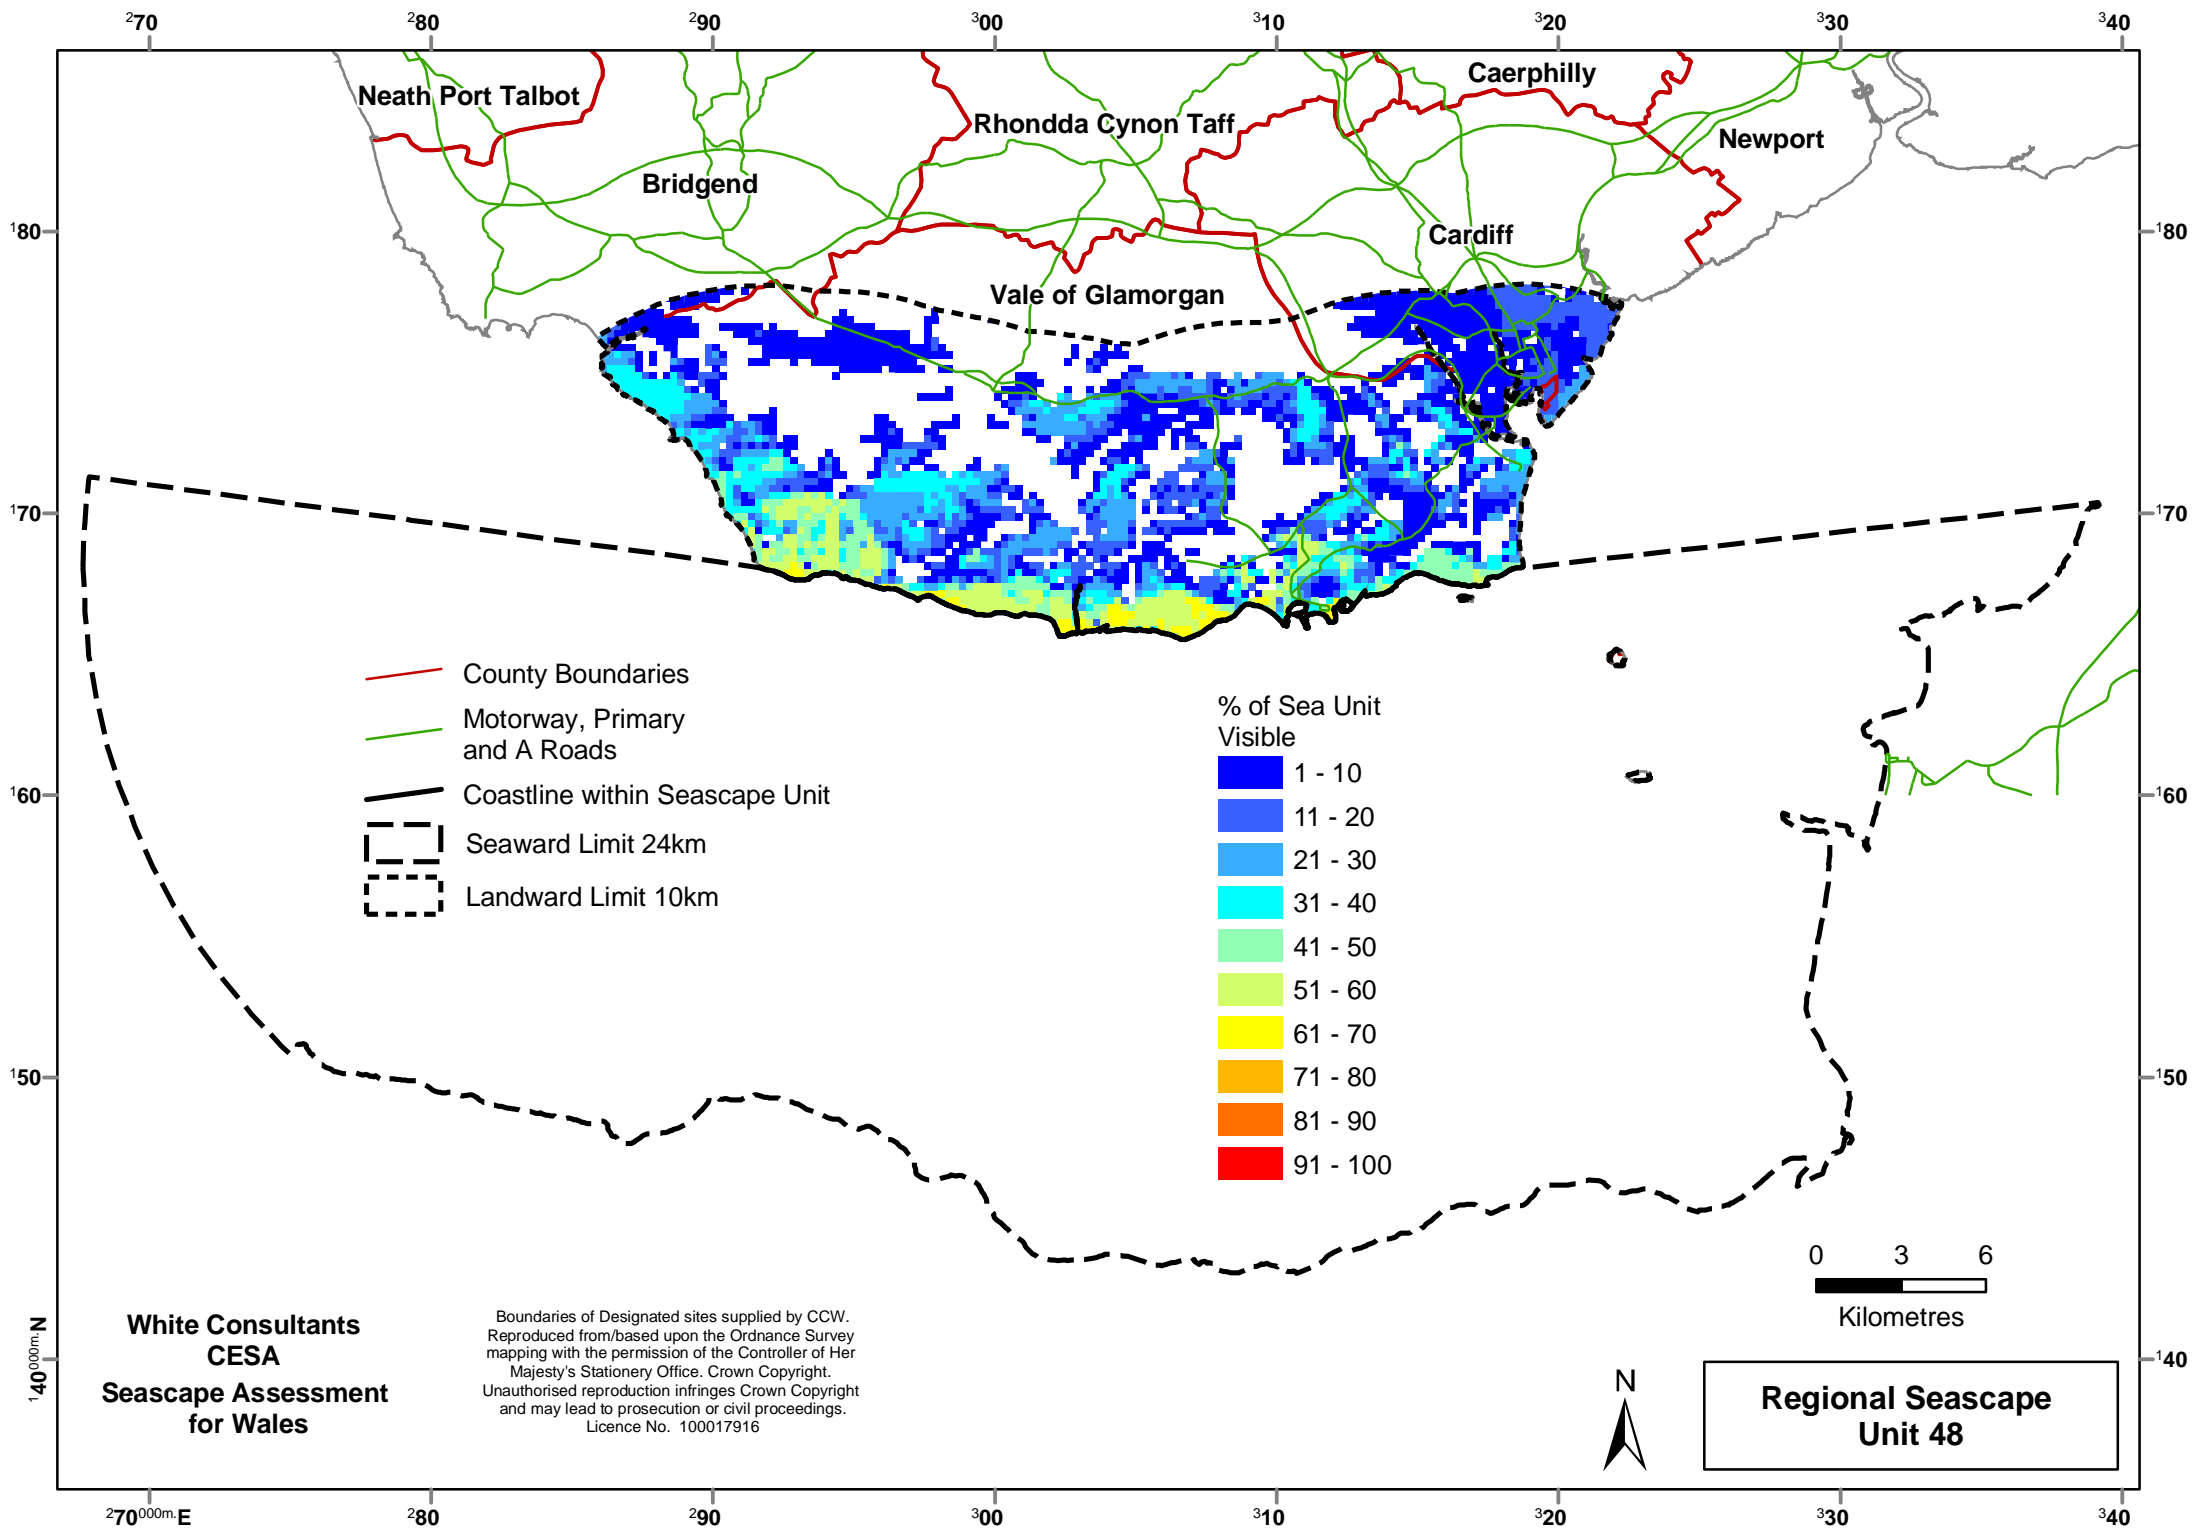 270 280 290 300 310 320 330 340
Caerphilly
Neath Port Talbot
Rhondda Cynon Taff
Newport
Bridgend
180 Cardiff 180
Vale of Glamorgan
170 170
County Boundaries
Motorway, Primary
and A Roads
Coastline within Seascape Unit
Seaward Limit 24km
Landward Limit 10km
% of Sea Unit
Visible
1 - 10
11 - 20
21 - 30
31 - 40
41 - 50
51 - 60
61 - 70
71 - 80
81 - 90
91 - 100
160 160
150 150
0 3 6
Kilometres
140000m.N 140
White Consultants
CESA
Seascape Assessment
for Wales
Boundaries of Designated sites supplied by CCW.
Reproduced from/based upon the Ordnance Survey
mapping with the permission of the Controller of Her
Majesty's Stationery Office. Crown Copyright.
Unauthorised reproduction infringes Crown Copyright
and may lead to prosecution or civil proceedings.
Licence No. 100017916
N
Regional Seascape
Unit 48
270000m.E 280 290 300 310 320 330 340